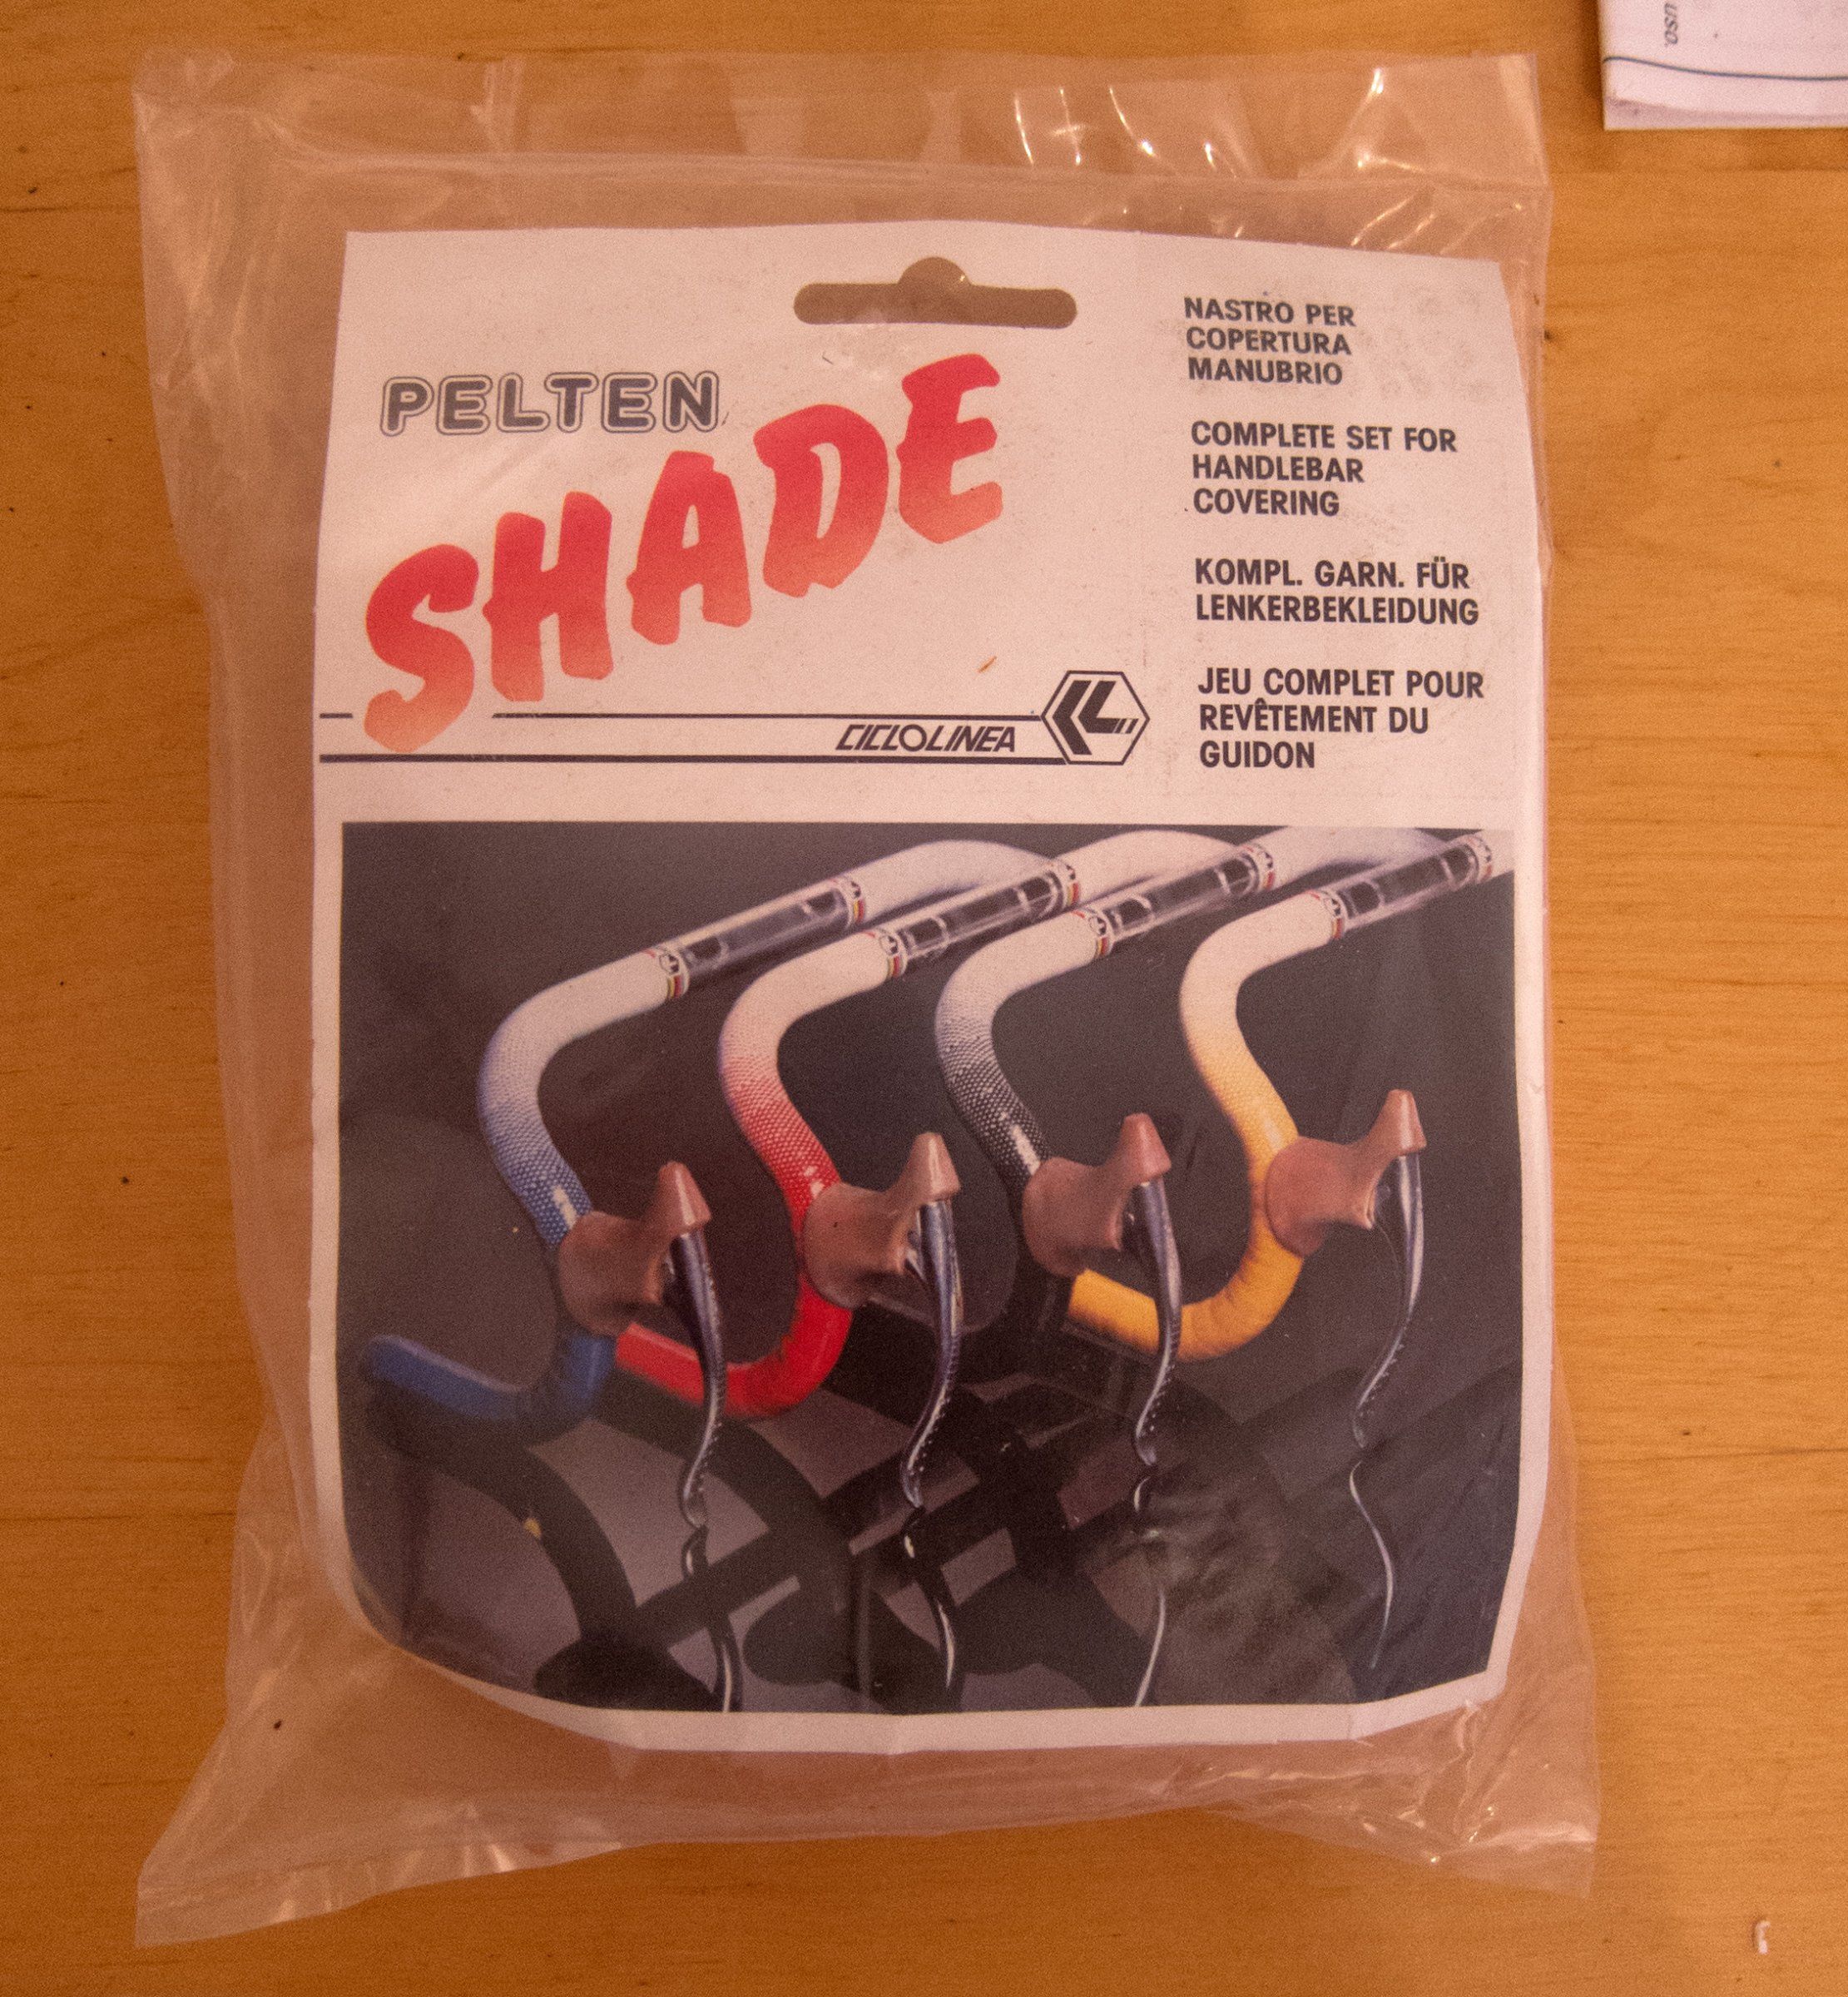 uso.
PELTEN
SHADE
CICLOLINEA
NASTRO PER
COPERTURA
MANUBRIO
COMPLETE SET FOR
HANDLEBAR
COVERING
KOMPL. GARN. FÜR
LENKERBEKLEIDUNG
JEU COMPLET POUR
REVÊTEMENT DU
GUIDON